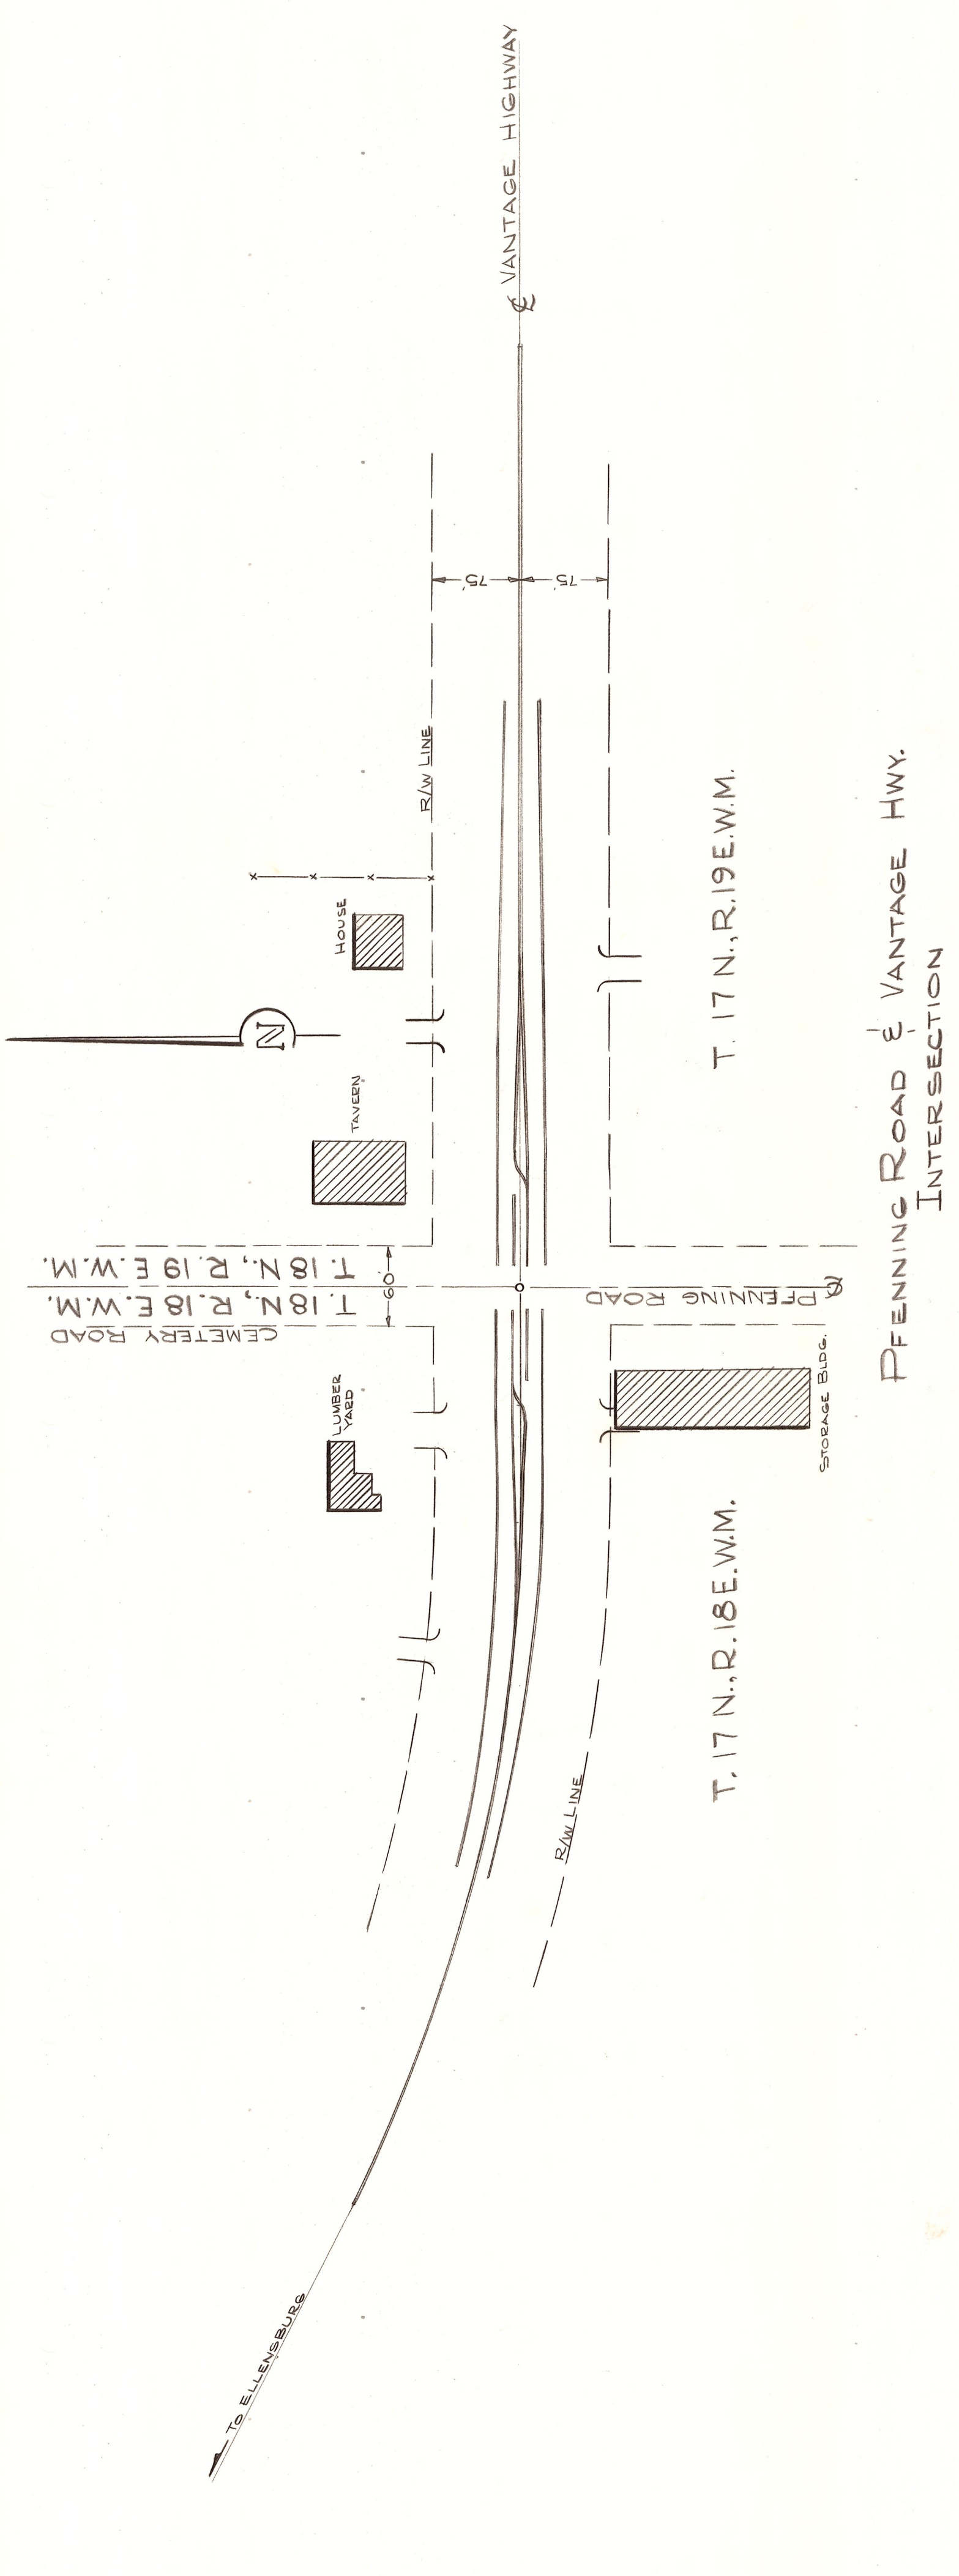 ℄ VANTAGE HIGHWAY
75'
75'
R/W LINE
HOUSE
N
TAVERN
T. 17 N., R. 19 E.W.M.
T. 18 N., R. 19 E.W.M.
T. 18 N., R. 18 E.W.M.
60'
CEMETERY ROAD
℄ PFENNING ROAD
LUMBER
YARD
STORAGE BLDG.
T. 17 N., R. 18 E.W.M.
R/W LINE
TO ELLENSBURG
PFENNING ROAD & VANTAGE HWY.
INTERSECTION